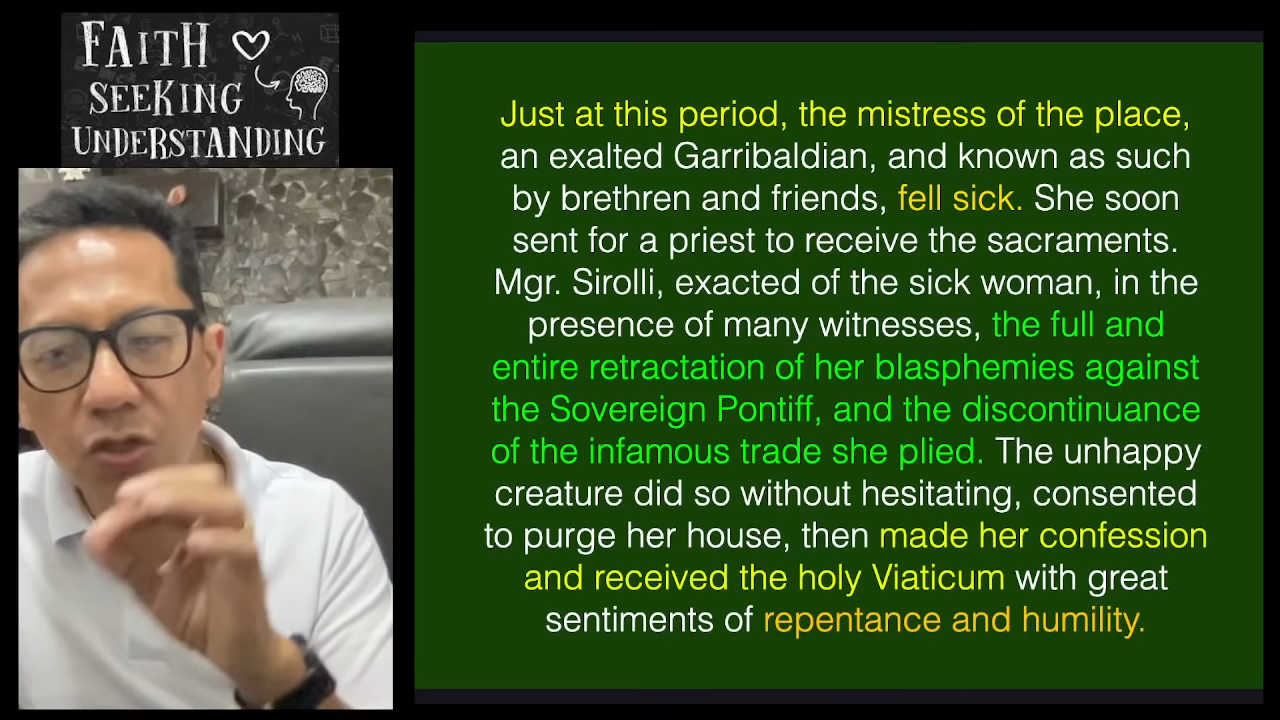 FAITH
SEEKING
UNDERSTANDING
Just at this period, the mistress of the place,
an exalted Garribaldian, and known as such
by brethren and friends, fell sick. She soon
sent for a priest to receive the sacraments.
Mgr. Sirolli, exacted of the sick woman, in the
presence of many witnesses, the full and
entire retractation of her blasphemies against
the Sovereign Pontiff, and the discontinuance
of the infamous trade she plied. The unhappy
creature did so without hesitating, consented
to purge her house, then made her confession
and received the holy Viaticum with great
sentiments of repentance and humility.